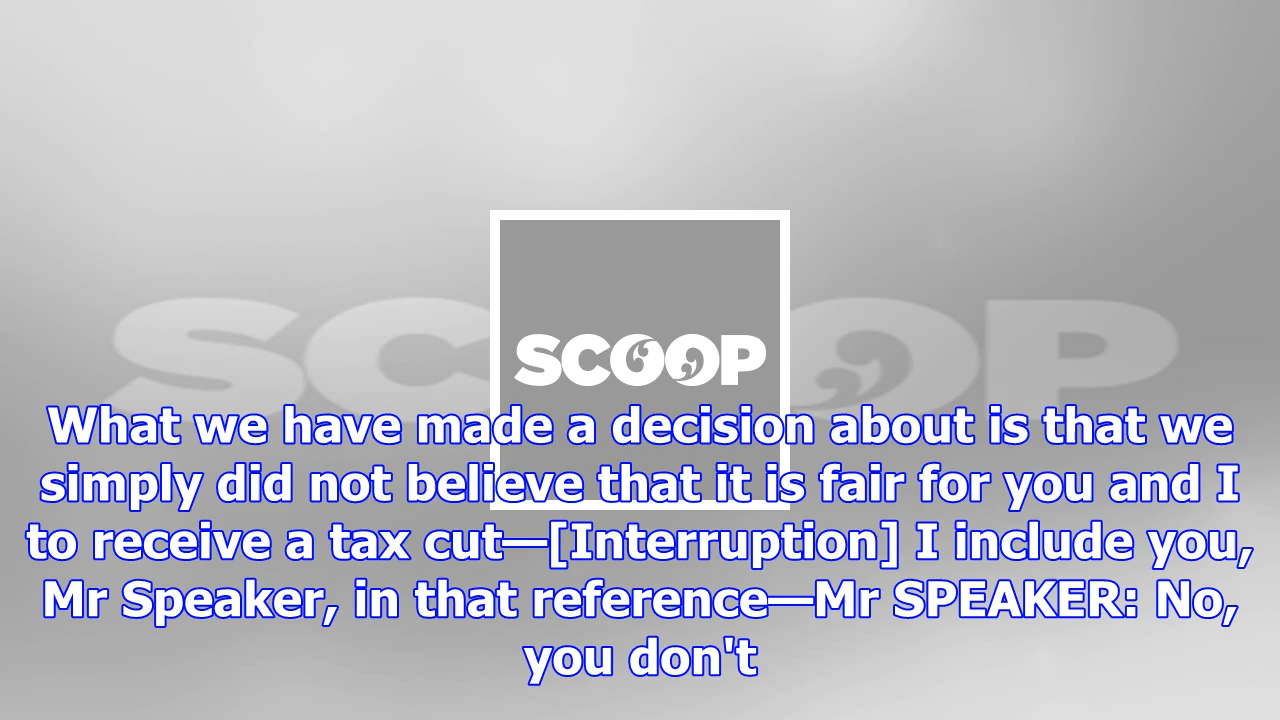 SCOOP
SCOOP
What we have made a decision about is that we
simply did not believe that it is fair for you and I
to receive a tax cut—[Interruption] I include you,
Mr Speaker, in that reference—Mr SPEAKER: No,
you don't